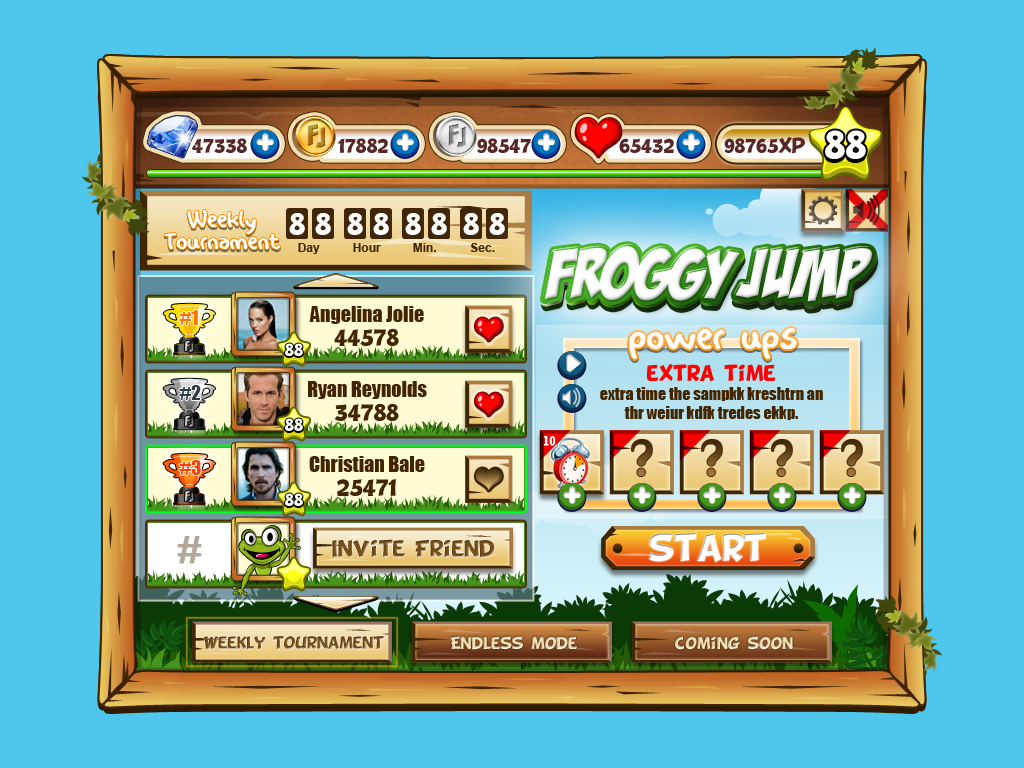 47338
FJ
17882
FJ
98547
65432
98765XP
88
Weekly
Tournament
88 88 88 88
Day Hour Min. Sec.
FROGGY JUMP
#1
Angelina Jolie
44578
88
#2
Ryan Reynolds
34788
88
#3
Christian Bale
25471
88
#
INVITE FRIEND
power ups
EXTRA TIME
extra time the sampkk kreshtrn an
thr weiur kdfk tredes ekkp.
10
? ? ? ?
START
WEEKLY TOURNAMENT
ENDLESS MODE
COMING SOON